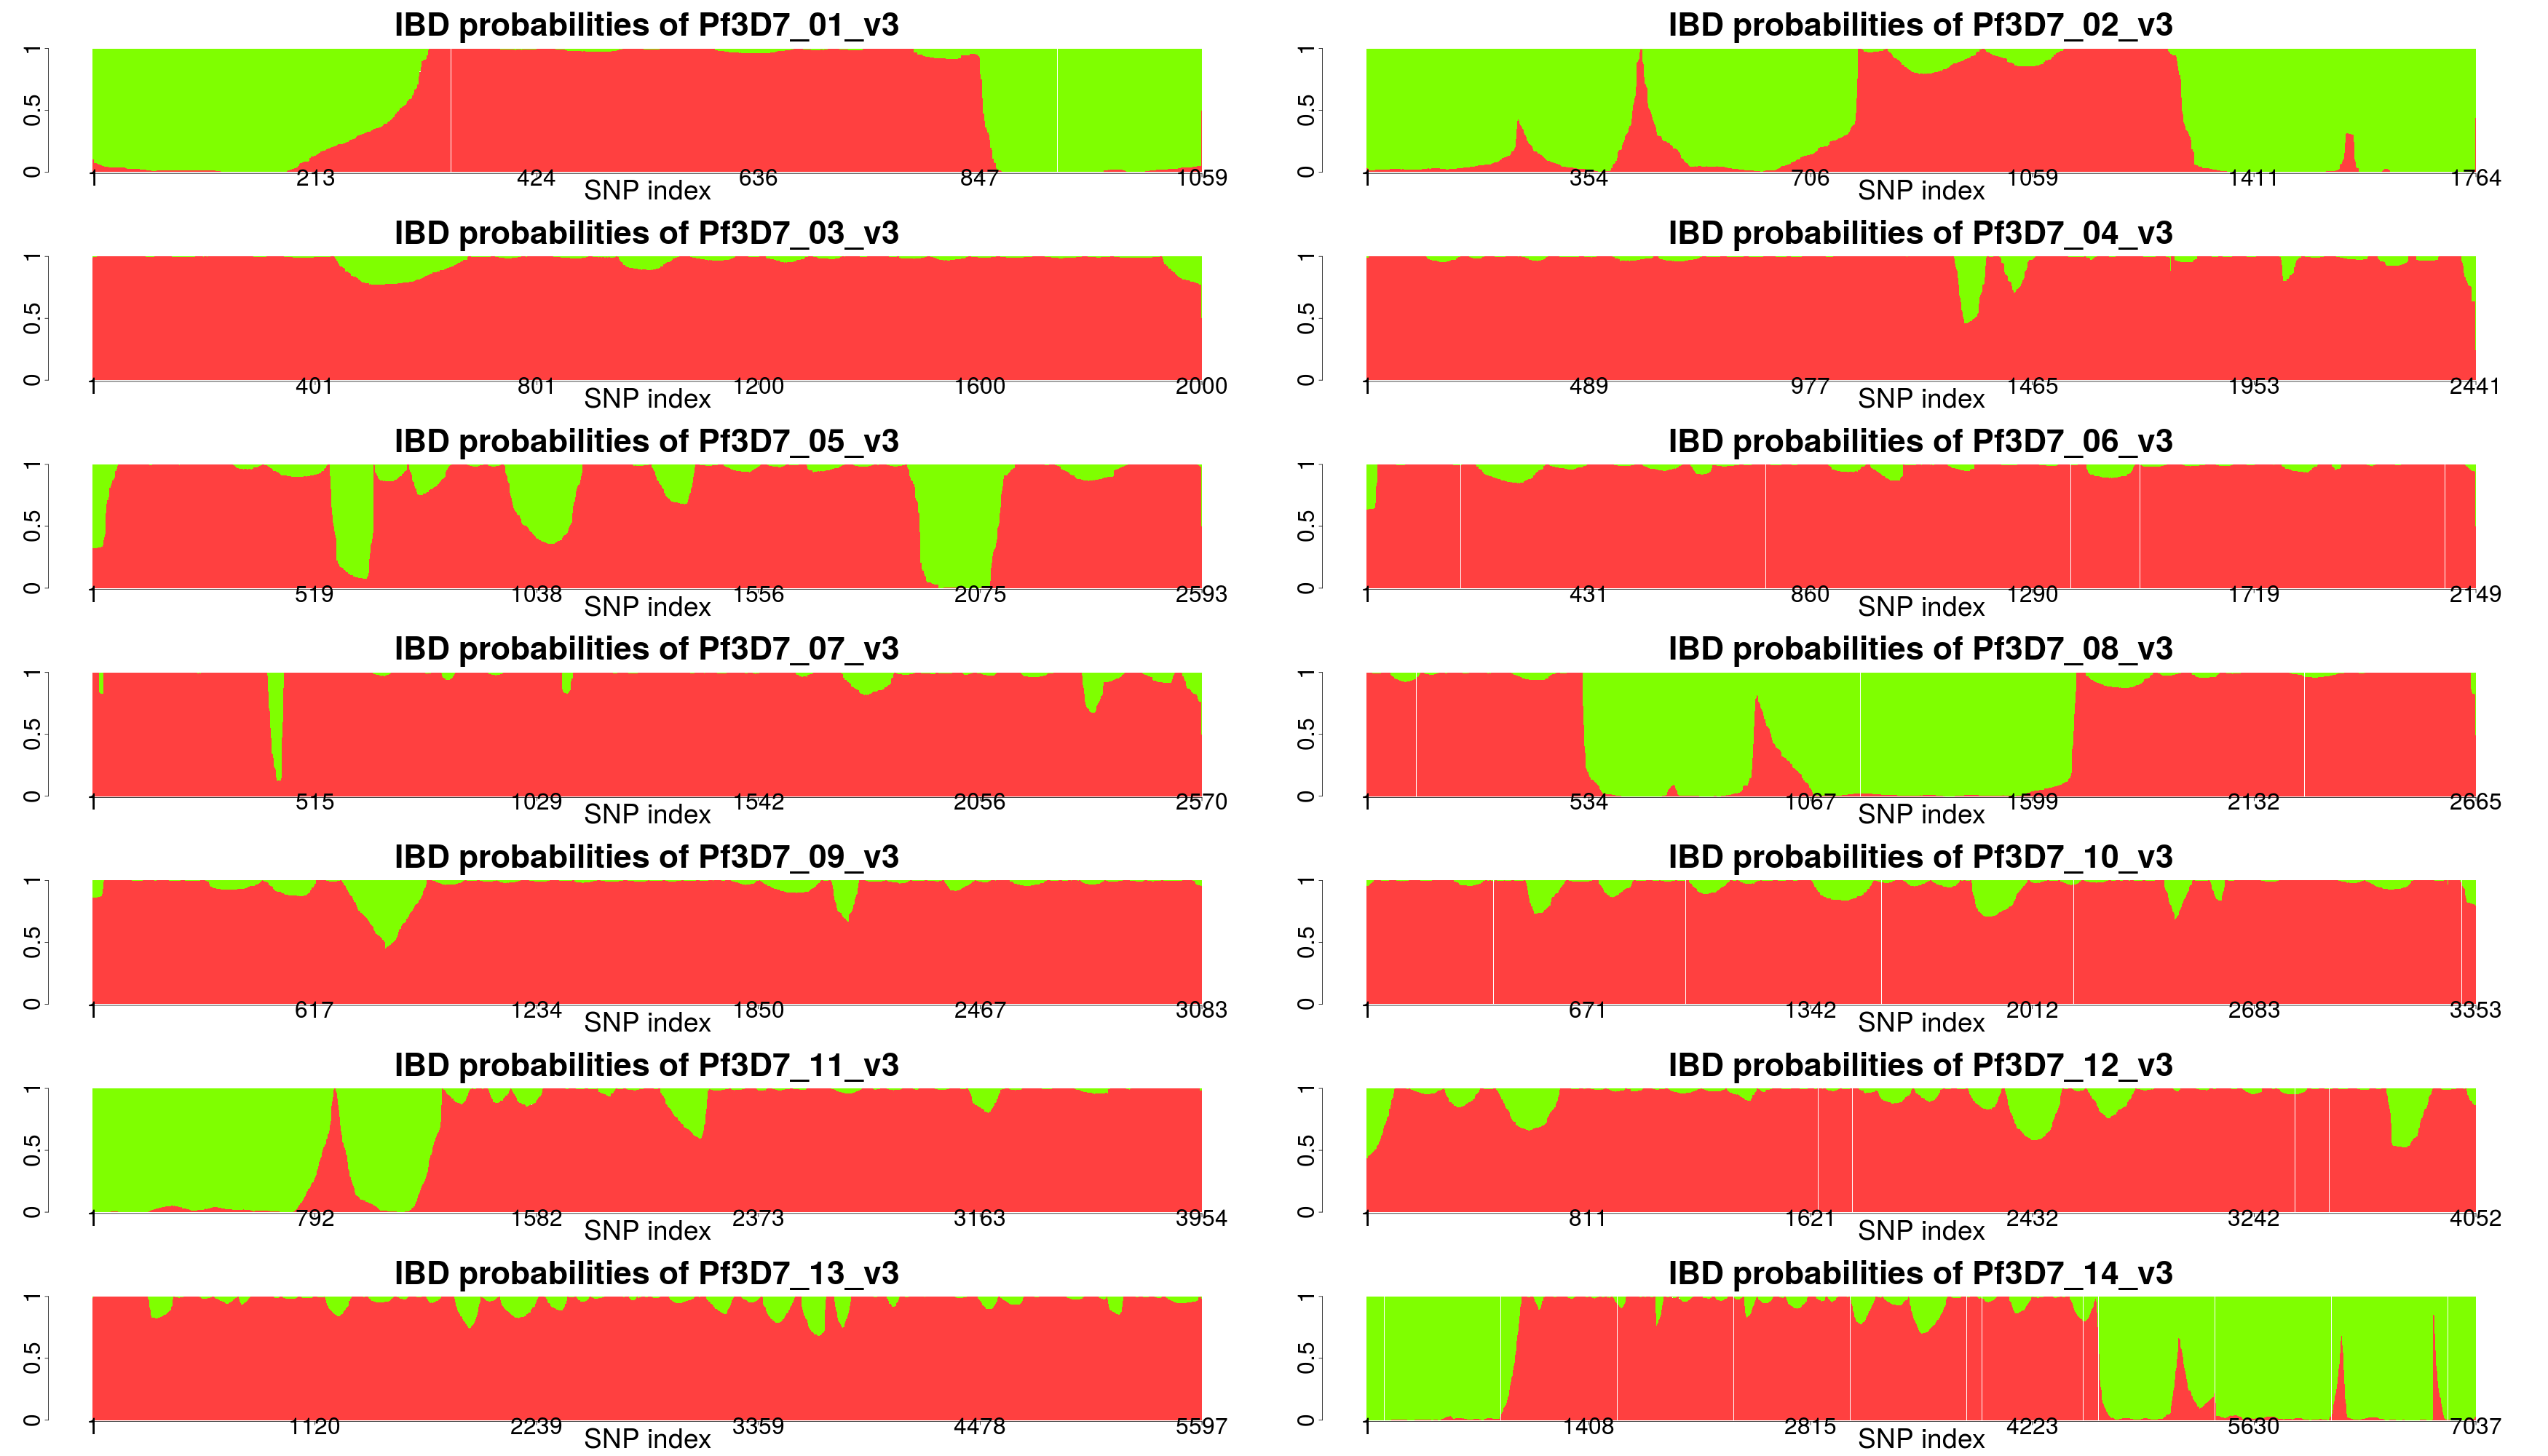 IBD probabilities of Pf3D7_01_v3
0 0.5 1
1 213 424 636 847 1059
SNP index
IBD probabilities of Pf3D7_02_v3
0 0.5 1
1 354 706 1059 1411 1764
SNP index
IBD probabilities of Pf3D7_03_v3
0 0.5 1
1 401 801 1200 1600 2000
SNP index
IBD probabilities of Pf3D7_04_v3
0 0.5 1
1 489 977 1465 1953 2441
SNP index
IBD probabilities of Pf3D7_05_v3
0 0.5 1
1 519 1038 1556 2075 2593
SNP index
IBD probabilities of Pf3D7_06_v3
0 0.5 1
1 431 860 1290 1719 2149
SNP index
IBD probabilities of Pf3D7_07_v3
0 0.5 1
1 515 1029 1542 2056 2570
SNP index
IBD probabilities of Pf3D7_08_v3
0 0.5 1
1 534 1067 1599 2132 2665
SNP index
IBD probabilities of Pf3D7_09_v3
0 0.5 1
1 617 1234 1850 2467 3083
SNP index
IBD probabilities of Pf3D7_10_v3
0 0.5 1
1 671 1342 2012 2683 3353
SNP index
IBD probabilities of Pf3D7_11_v3
0 0.5 1
1 792 1582 2373 3163 3954
SNP index
IBD probabilities of Pf3D7_12_v3
0 0.5 1
1 811 1621 2432 3242 4052
SNP index
IBD probabilities of Pf3D7_13_v3
0 0.5 1
1 1120 2239 3359 4478 5597
SNP index
IBD probabilities of Pf3D7_14_v3
0 0.5 1
1 1408 2815 4223 5630 7037
SNP index